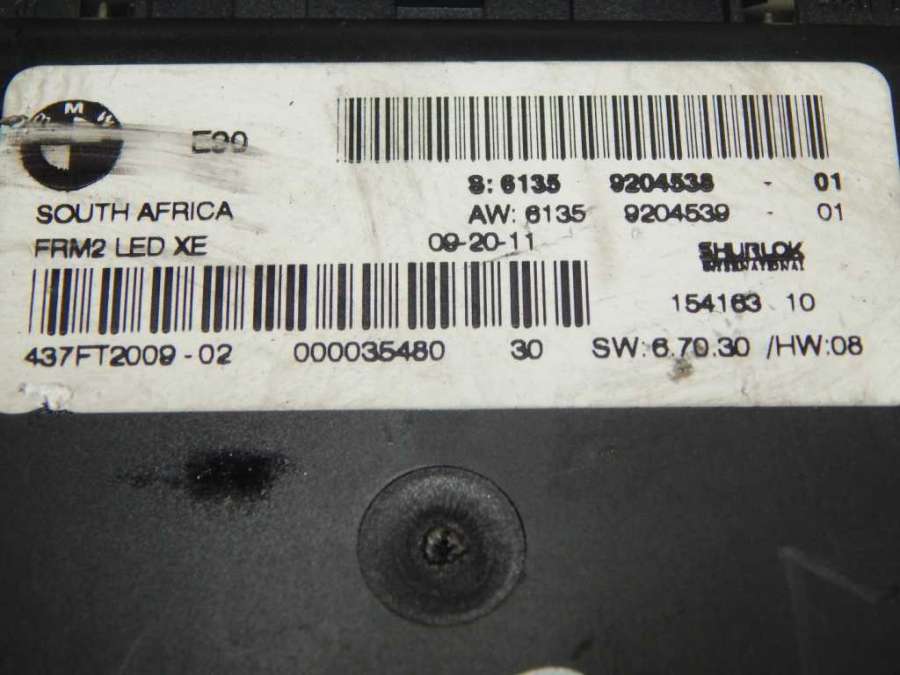 BMW
E90
S: 6135 9204538 - 01
SOUTH AFRICA
AW: 6135 9204539 - 01
FRM2 LED XE
09-20-11
SHURLOK
INTERNATIONAL
154163 10
437FT2009-02 000035480 30 SW:6.70.30 /HW:08